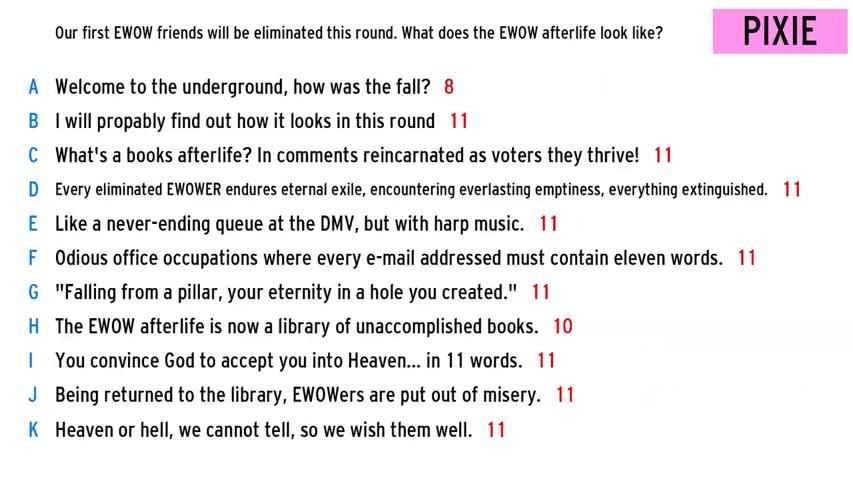 Our first EWOW friends will be eliminated this round. What does the EWOW afterlife look like?
PIXIE
A Welcome to the underground, how was the fall? 8
B I will propably find out how it looks in this round 11
C What's a books afterlife? In comments reincarnated as voters they thrive! 11
D Every eliminated EWOWER endures eternal exile, encountering everlasting emptiness, everything extinguished. 11
E Like a never-ending queue at the DMV, but with harp music. 11
F Odious office occupations where every e-mail addressed must contain eleven words. 11
G "Falling from a pillar, your eternity in a hole you created." 11
H The EWOW afterlife is now a library of unaccomplished books. 10
I You convince God to accept you into Heaven... in 11 words. 11
J Being returned to the library, EWOWers are put out of misery. 11
K Heaven or hell, we cannot tell, so we wish them well. 11